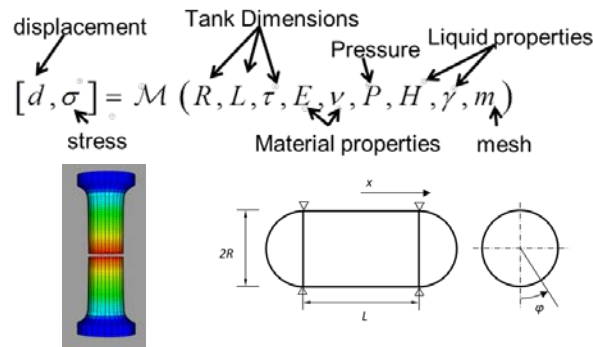 displacement
Tank Dimensions
Pressure
Liquid properties
[d, σ] = M (R, L, τ, E, ν, P, H, γ, m)
stress
Material properties
mesh
x
2R
L
φ